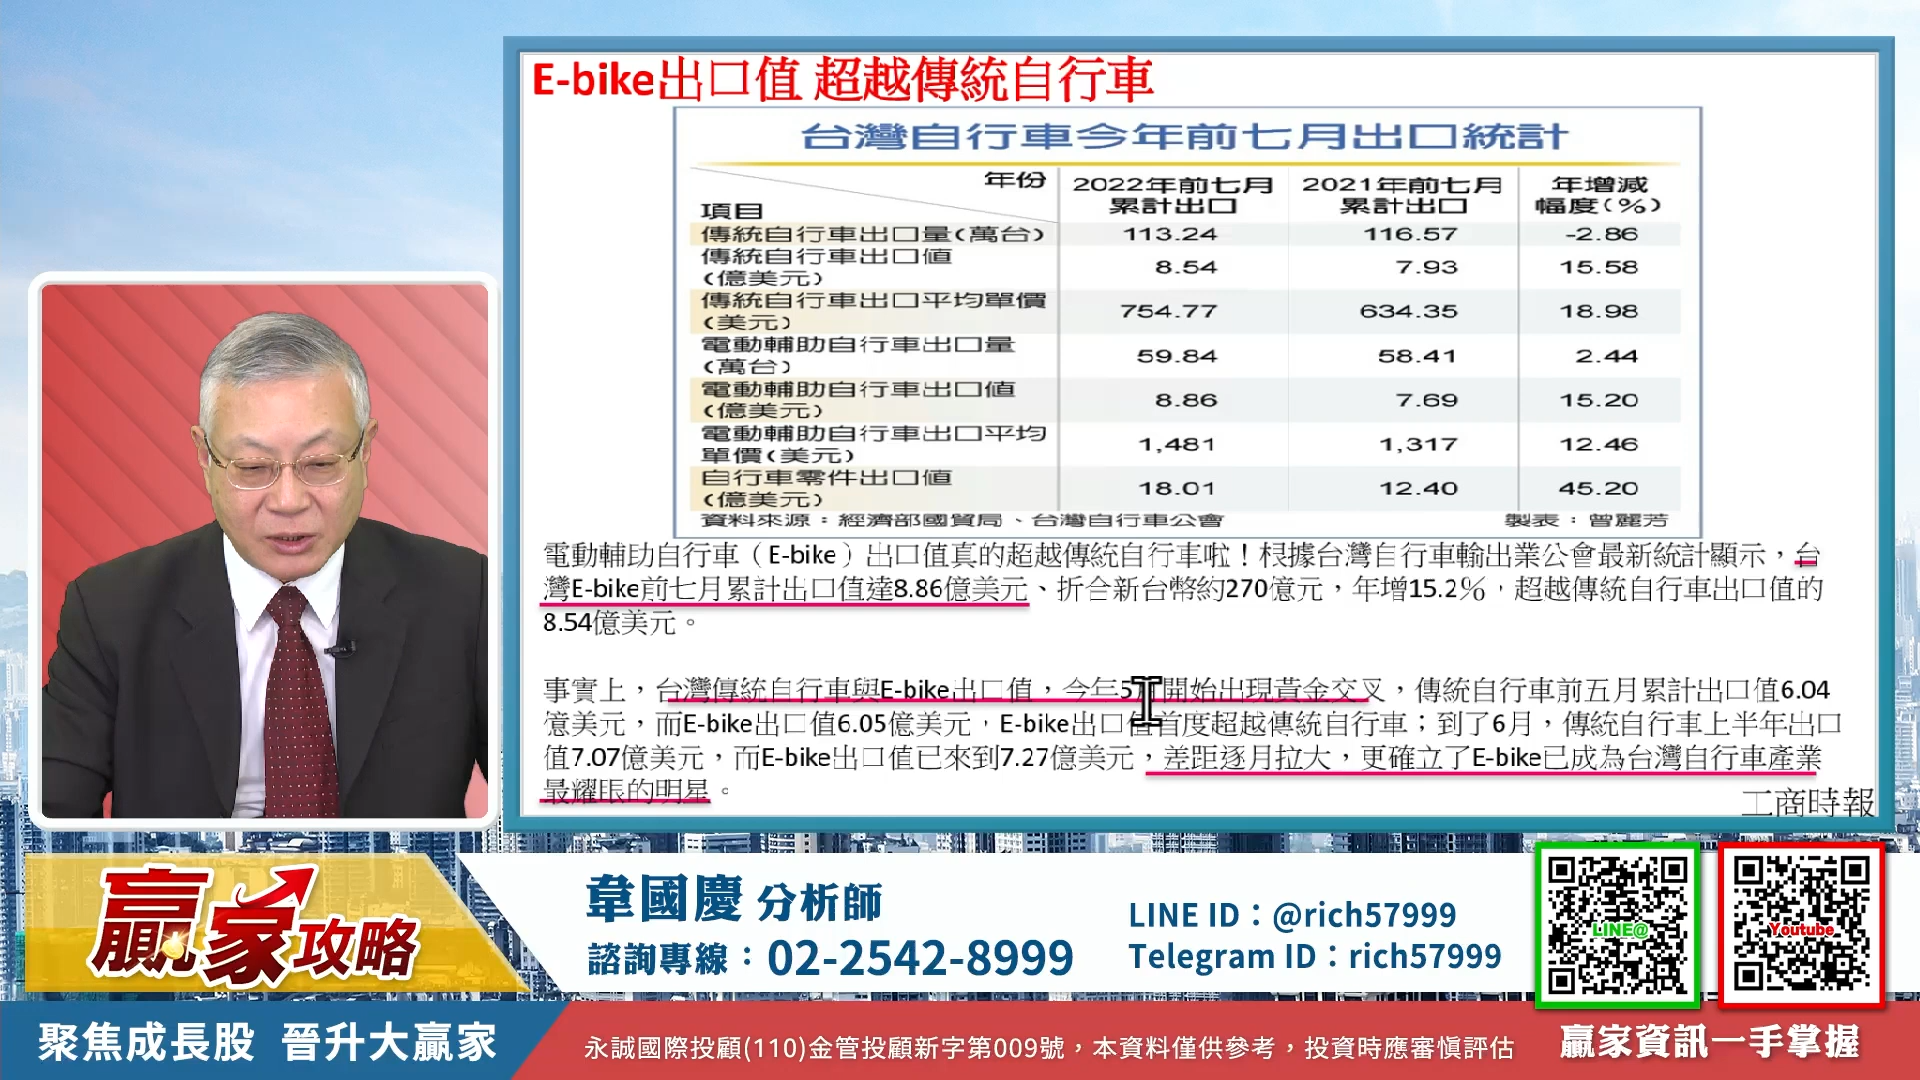 E-bike出口值 超越傳統自行車
台灣自行車今年前七月出口統計
年份
項目
2022年前七月
累計出口
2021年前七月
累計出口
年增減
幅度(%)
傳統自行車出口量(萬台) 113.24 116.57 -2.86
傳統自行車出口值
(億美元) 8.54 7.93 15.58
傳統自行車出口平均單價
(美元) 754.77 634.35 18.98
電動輔助自行車出口量
(萬台) 59.84 58.41 2.44
電動輔助自行車出口值
(億美元) 8.86 7.69 15.20
電動輔助自行車出口平均
單價(美元) 1,481 1,317 12.46
自行車零件出口值
(億美元) 18.01 12.40 45.20
資料來源：經濟部國貿局、台灣自行車公會 製表：曾麗芳
電動輔助自行車（E-bike）出口值真的超越傳統自行車啦！根據台灣自行車輸出業公會最新統計顯示，台
灣E-bike前七月累計出口值達8.86億美元、折合新台幣約270億元，年增15.2%，超越傳統自行車出口值的
8.54億美元。
事實上，台灣傳統自行車與E-bike出口值，今年5月開始出現黃金交叉，傳統自行車前五月累計出口值6.04
億美元，而E-bike出口值6.05億美元，E-bike出口值首度超越傳統自行車；到了6月，傳統自行車上半年出口
值7.07億美元，而E-bike出口值已來到7.27億美元，差距逐月拉大，更確立了E-bike已成為台灣自行車產業
最耀眼的明星。
工商時報
贏家攻略
韋國慶 分析師
諮詢專線：02-2542-8999
LINE ID：@rich57999
Telegram ID：rich57999
LINE@
Youtube
聚焦成長股 晉升大贏家
永誠國際投顧(110)金管投顧新字第009號，本資料僅供參考，投資時應審慎評估
贏家資訊一手掌握